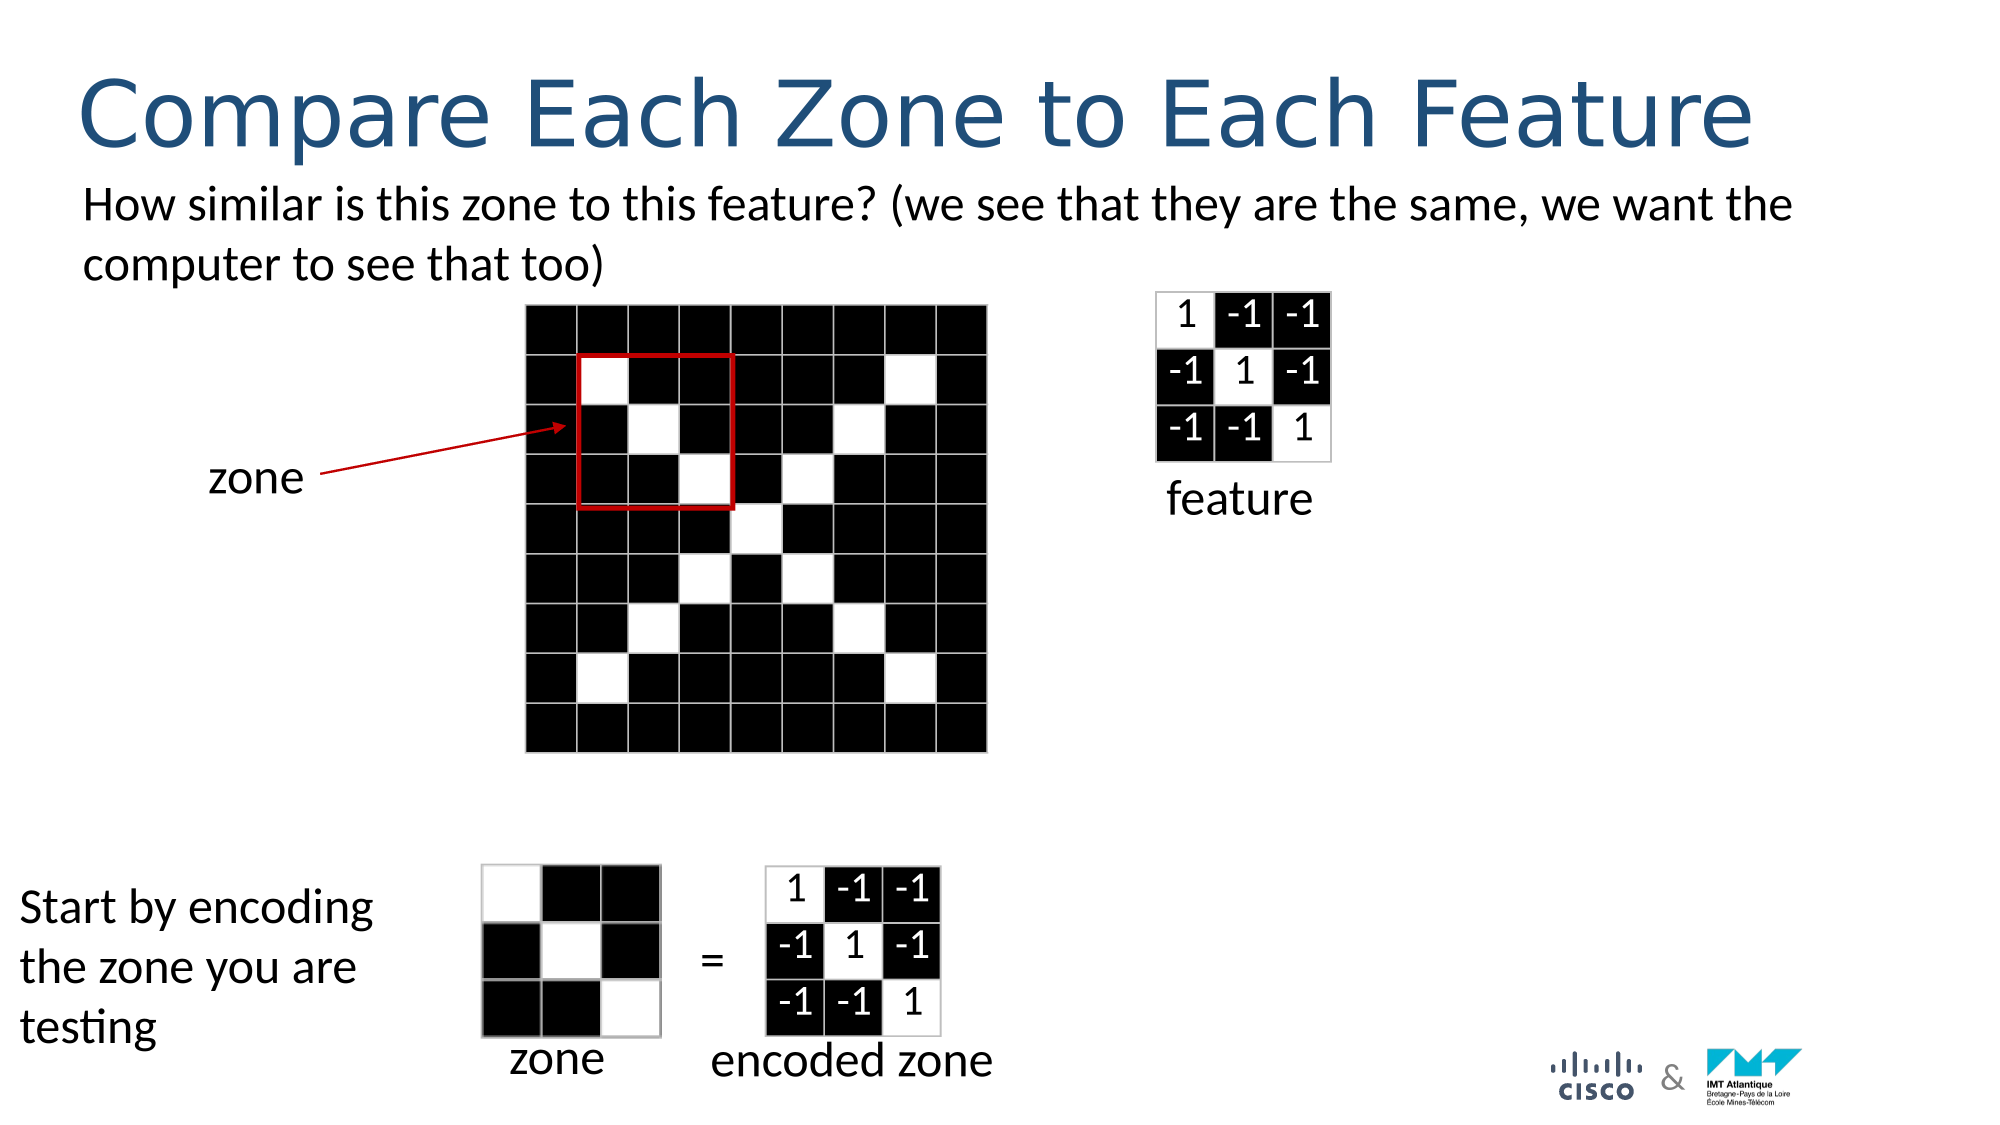 Compare Each Zone to Each Feature
How similar is this zone to this feature? (we see that they are the same, we want the
computer to see that too)
1 -1 -1
-1 1 -1
-1 -1 1
zone
feature
Start by encoding
the zone you are
testing
=
1 -1 -1
-1 1 -1
-1 -1 1
zone
encoded zone
CISCO
&
IMT Atlantique
Bretagne-Pays de la Loire
École Mines-Télécom